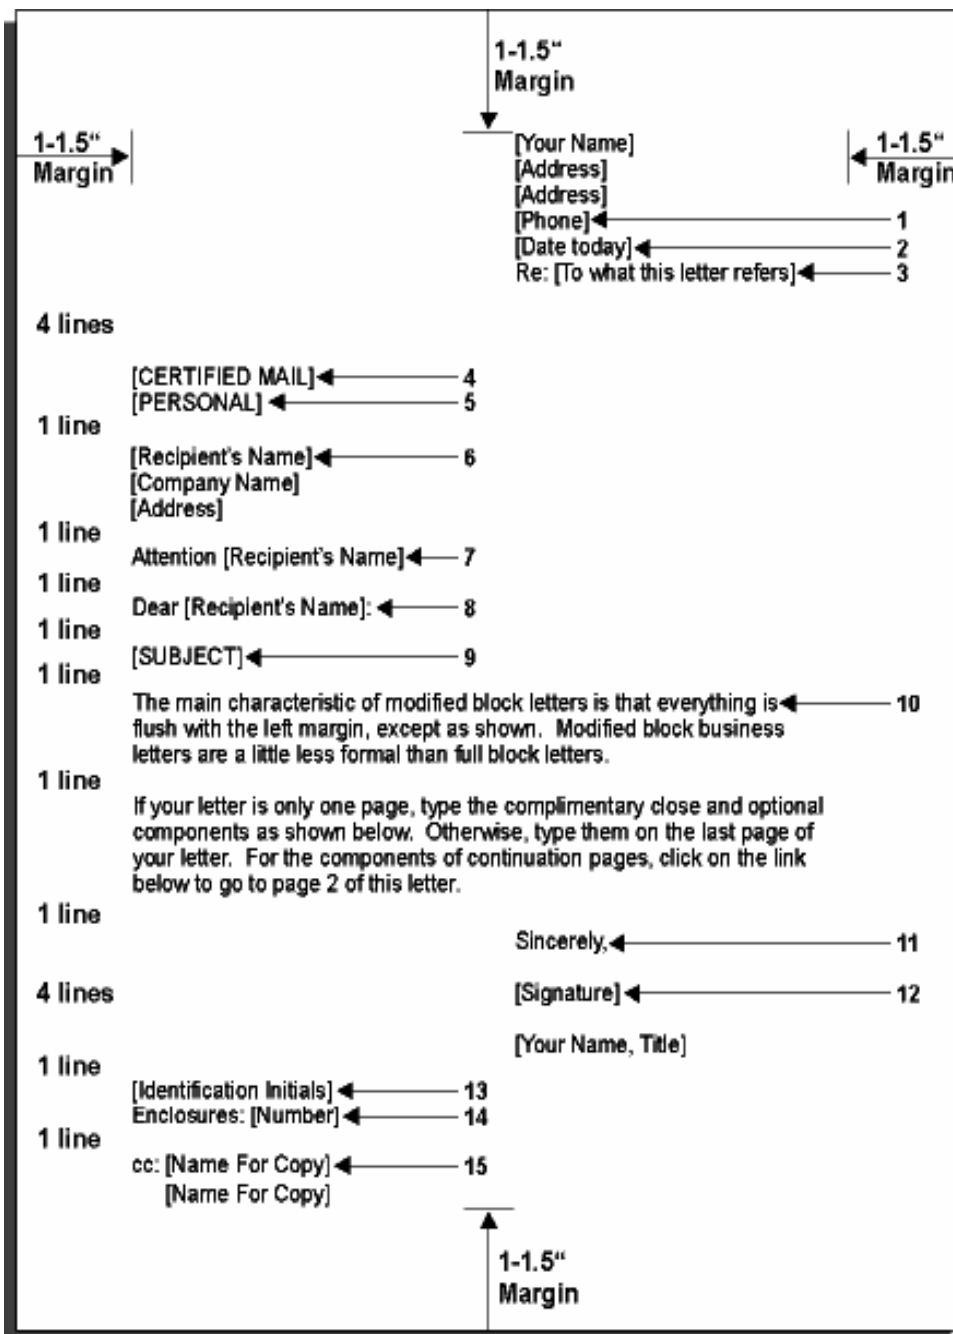 1-1.5“
Margin
1-1.5“
Margin
1-1.5“
Margin
[Your Name]
[Address]
[Address]
[Phone] 1
[Date today] 2
Re: [To what this letter refers] 3
4 lines
[CERTIFIED MAIL] 4
[PERSONAL] 5
1 line
[Recipient's Name] 6
[Company Name]
[Address]
1 line
Attention [Recipient's Name] 7
1 line
Dear [Recipient's Name]: 8
1 line
[SUBJECT] 9
1 line
The main characteristic of modified block letters is that everything is 10
flush with the left margin, except as shown. Modified block business
letters are a little less formal than full block letters.
1 line
If your letter is only one page, type the complimentary close and optional
components as shown below. Otherwise, type them on the last page of
your letter. For the components of continuation pages, click on the link
below to go to page 2 of this letter.
1 line
Sincerely, 11
4 lines
[Signature] 12
[Your Name, Title]
1 line
[Identification Initials] 13
Enclosures: [Number] 14
1 line
cc: [Name For Copy] 15
[Name For Copy]
1-1.5“
Margin